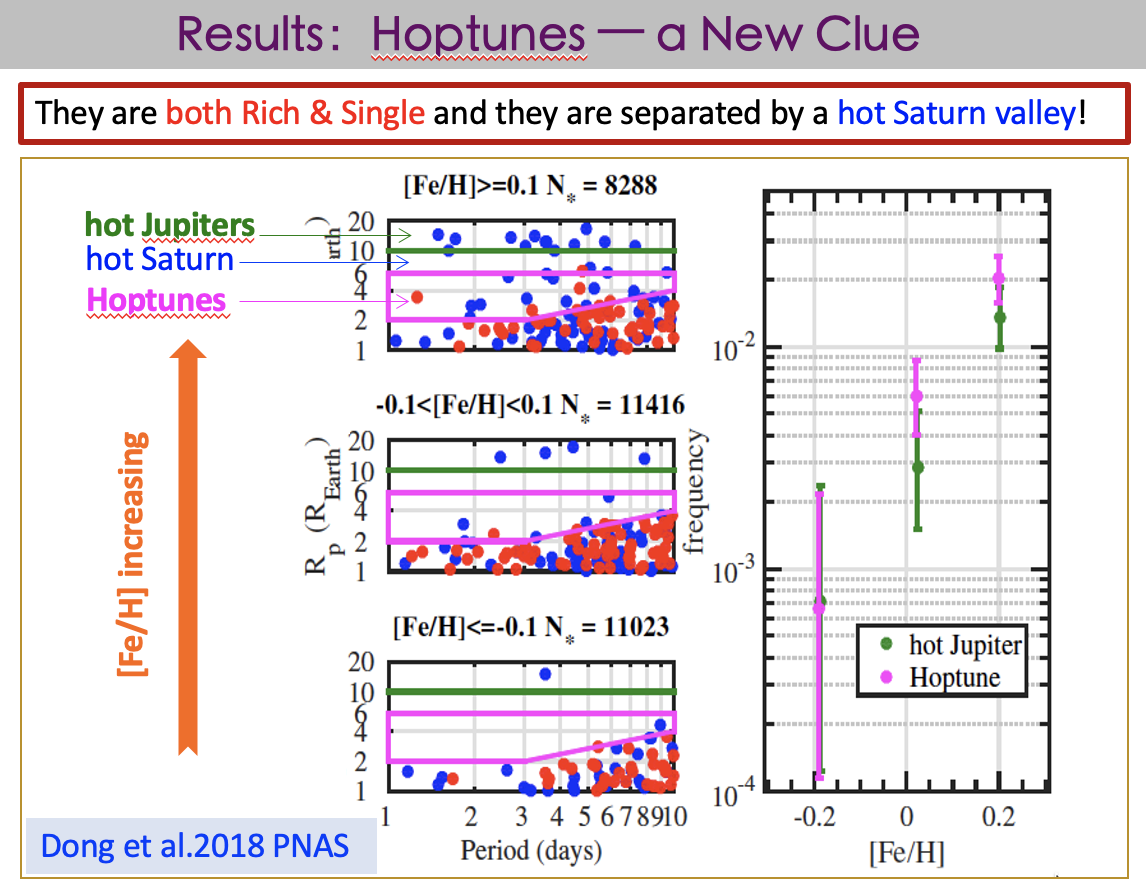 Results: Hoptunes — a New Clue
They are both Rich & Single and they are separated by a hot Saturn valley!
hot Jupiters
hot Saturn
Hoptunes
[Fe/H] increasing
[Fe/H]>=0.1 N* = 8288
urth)
20
10
6
4
2
1
-0.1<[Fe/H]<0.1 N* = 11416
Rp (REarth)
20
10
6
4
2
1
[Fe/H]<=-0.1 N* = 11023
20
10
6
4
2
1
1 2 3 4 5 6 7 8 9 10
Period (days)
frequency
10-2
10-3
10-4
hot Jupiter
Hoptune
-0.2 0 0.2
[Fe/H]
Dong et al.2018 PNAS